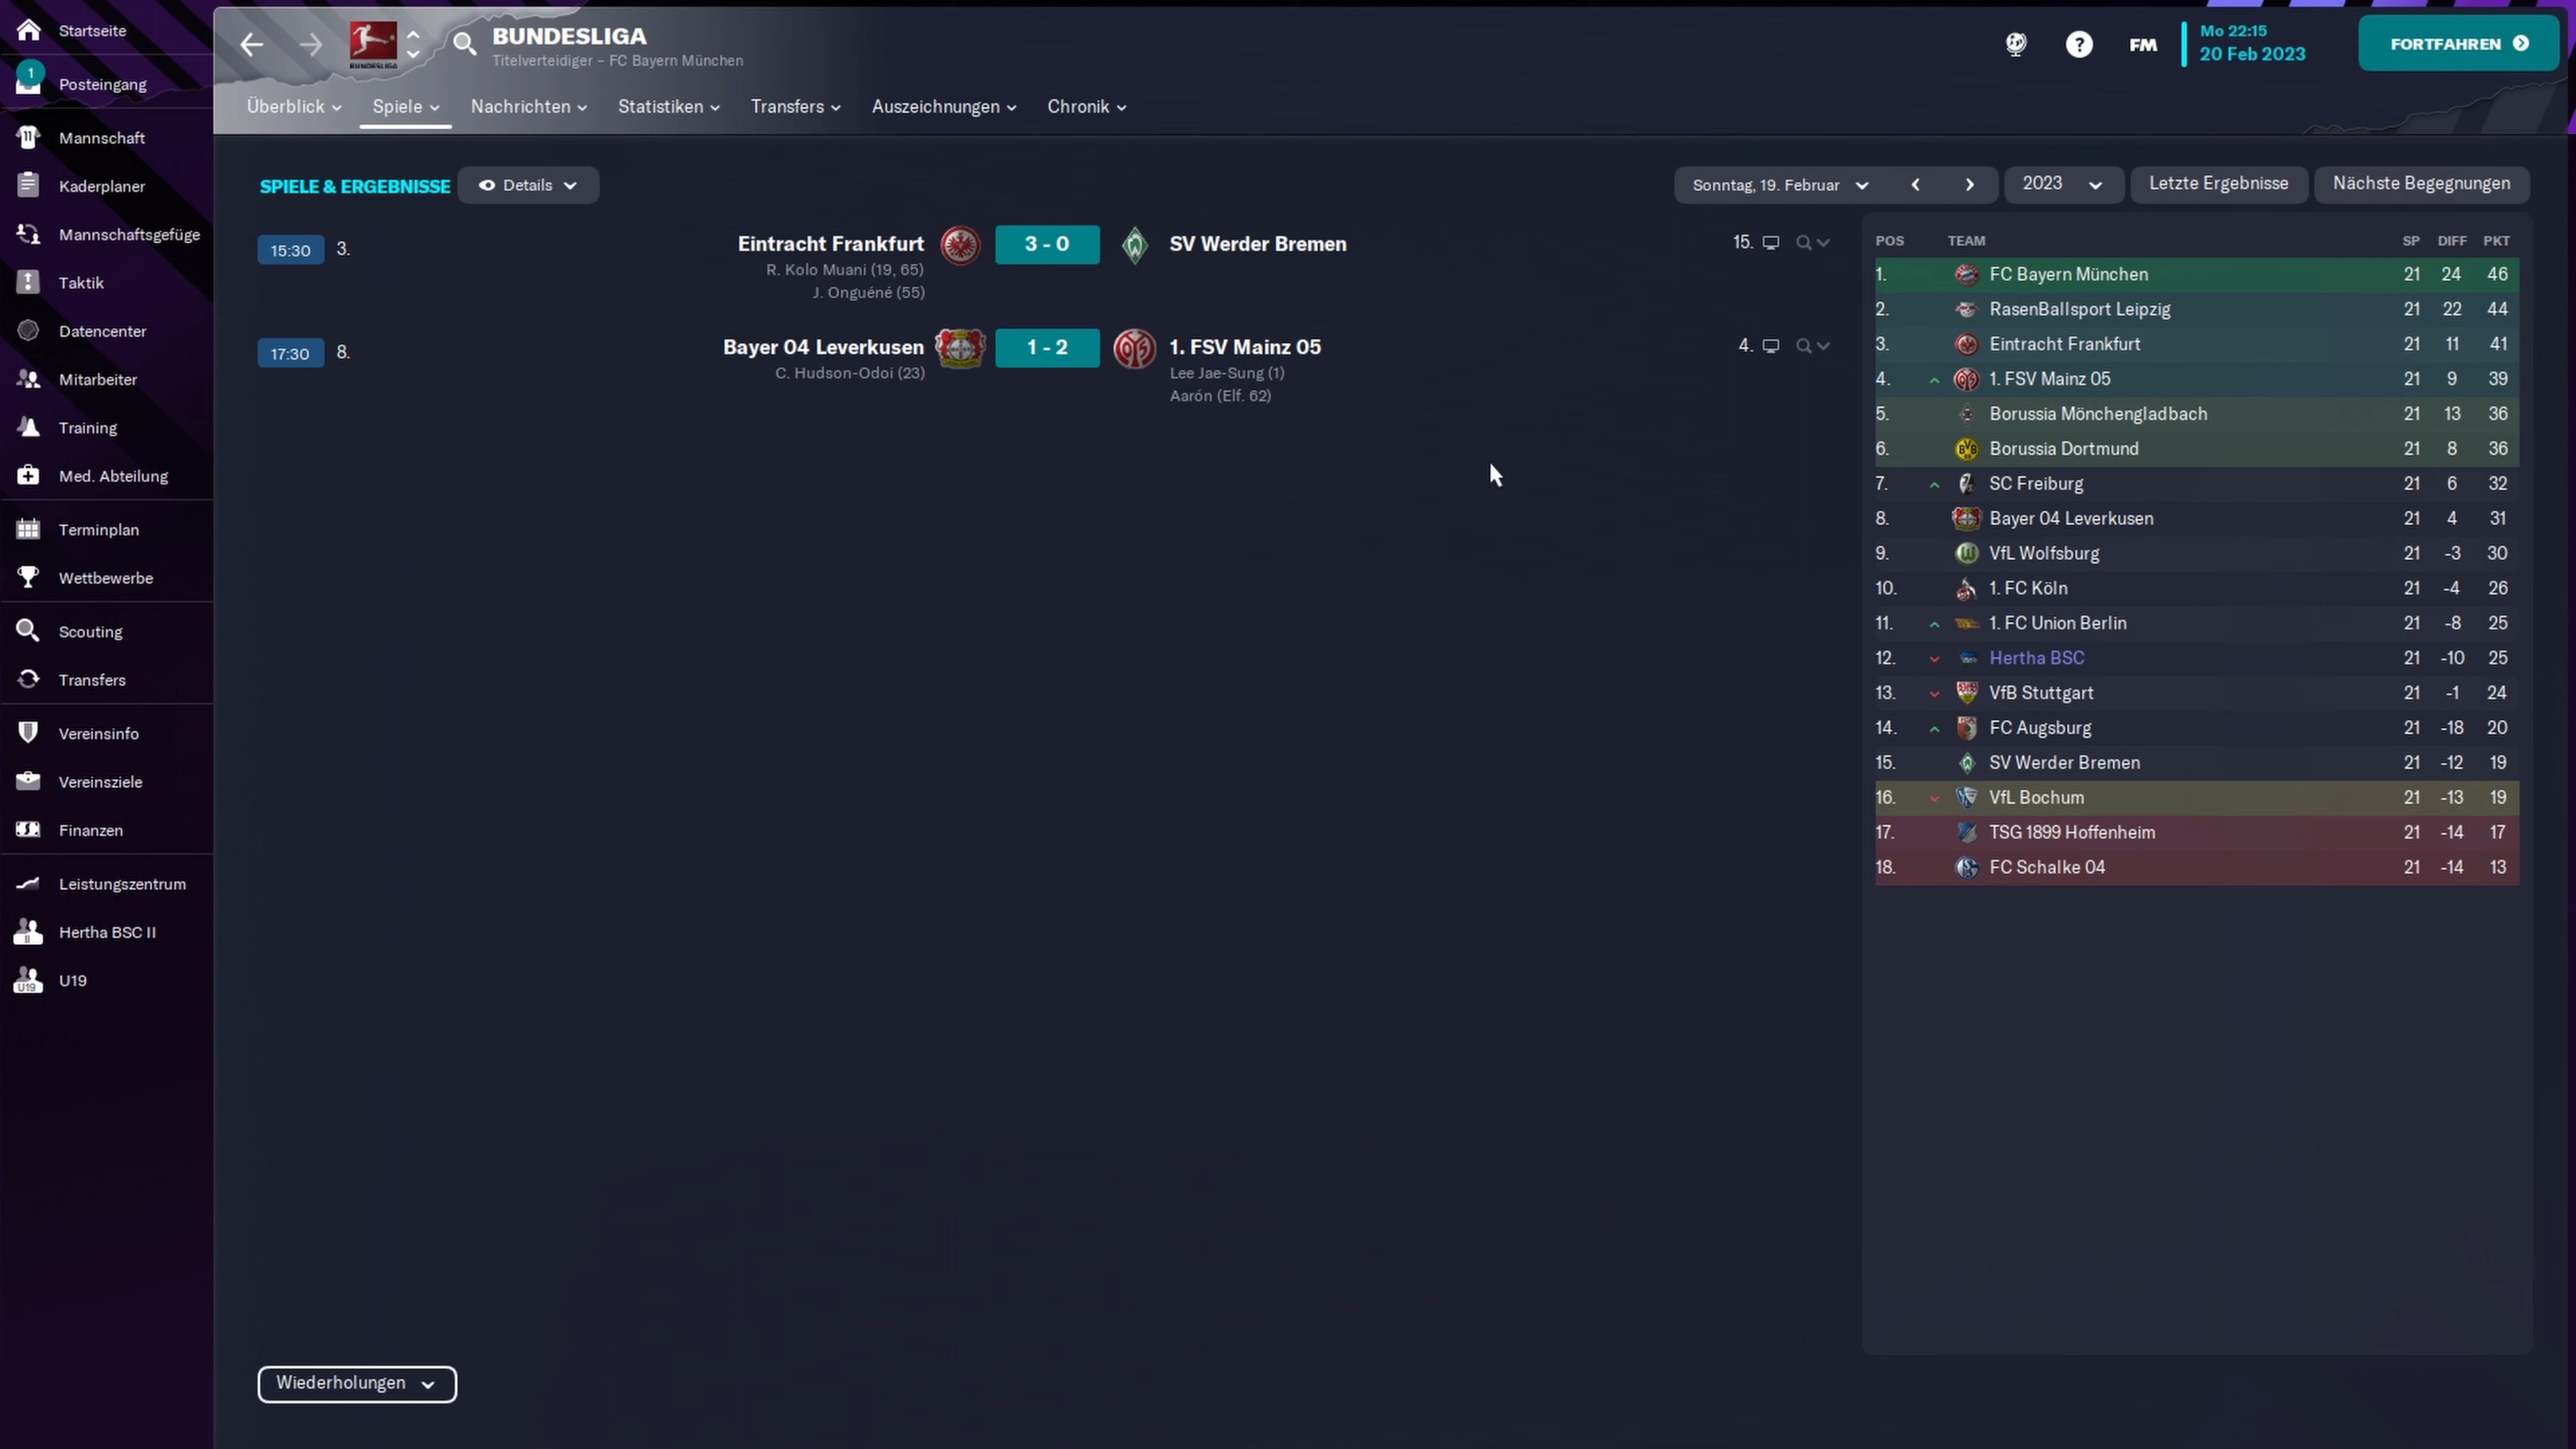 Startseite
1
Posteingang
Mannschaft
Kaderplaner
Mannschaftsgefüge
Taktik
Datencenter
Mitarbeiter
Training
Med. Abteilung
Terminplan
Wettbewerbe
Scouting
Transfers
Vereinsinfo
Vereinsziele
Finanzen
Leistungszentrum
Hertha BSC II
U19
BUNDESLIGA
Titelverteidiger – FC Bayern München
FM
Mo 22:15
20 Feb 2023
FORTFAHREN
Überblick Spiele Nachrichten Statistiken Transfers Auszeichnungen Chronik
SPIELE & ERGEBNISSE Details
Sonntag, 19. Februar 2023 Letzte Ergebnisse Nächste Begegnungen
15:30 3. Eintracht Frankfurt 3 - 0 SV Werder Bremen 15.
R. Kolo Muani (19, 65)
J. Onguéné (55)
17:30 8. Bayer 04 Leverkusen 1 - 2 1. FSV Mainz 05 4.
C. Hudson-Odoi (23) Lee Jae-Sung (1)
Aarón (Elf. 62)
POS TEAM SP DIFF PKT
1. FC Bayern München 21 24 46
2. RasenBallsport Leipzig 21 22 44
3. Eintracht Frankfurt 21 11 41
4. 1. FSV Mainz 05 21 9 39
5. Borussia Mönchengladbach 21 13 36
6. Borussia Dortmund 21 8 36
7. SC Freiburg 21 6 32
8. Bayer 04 Leverkusen 21 4 31
9. VfL Wolfsburg 21 -3 30
10. 1. FC Köln 21 -4 26
11. 1. FC Union Berlin 21 -8 25
12. Hertha BSC 21 -10 25
13. VfB Stuttgart 21 -1 24
14. FC Augsburg 21 -18 20
15. SV Werder Bremen 21 -12 19
16. VfL Bochum 21 -13 19
17. TSG 1899 Hoffenheim 21 -14 17
18. FC Schalke 04 21 -14 13
Wiederholungen